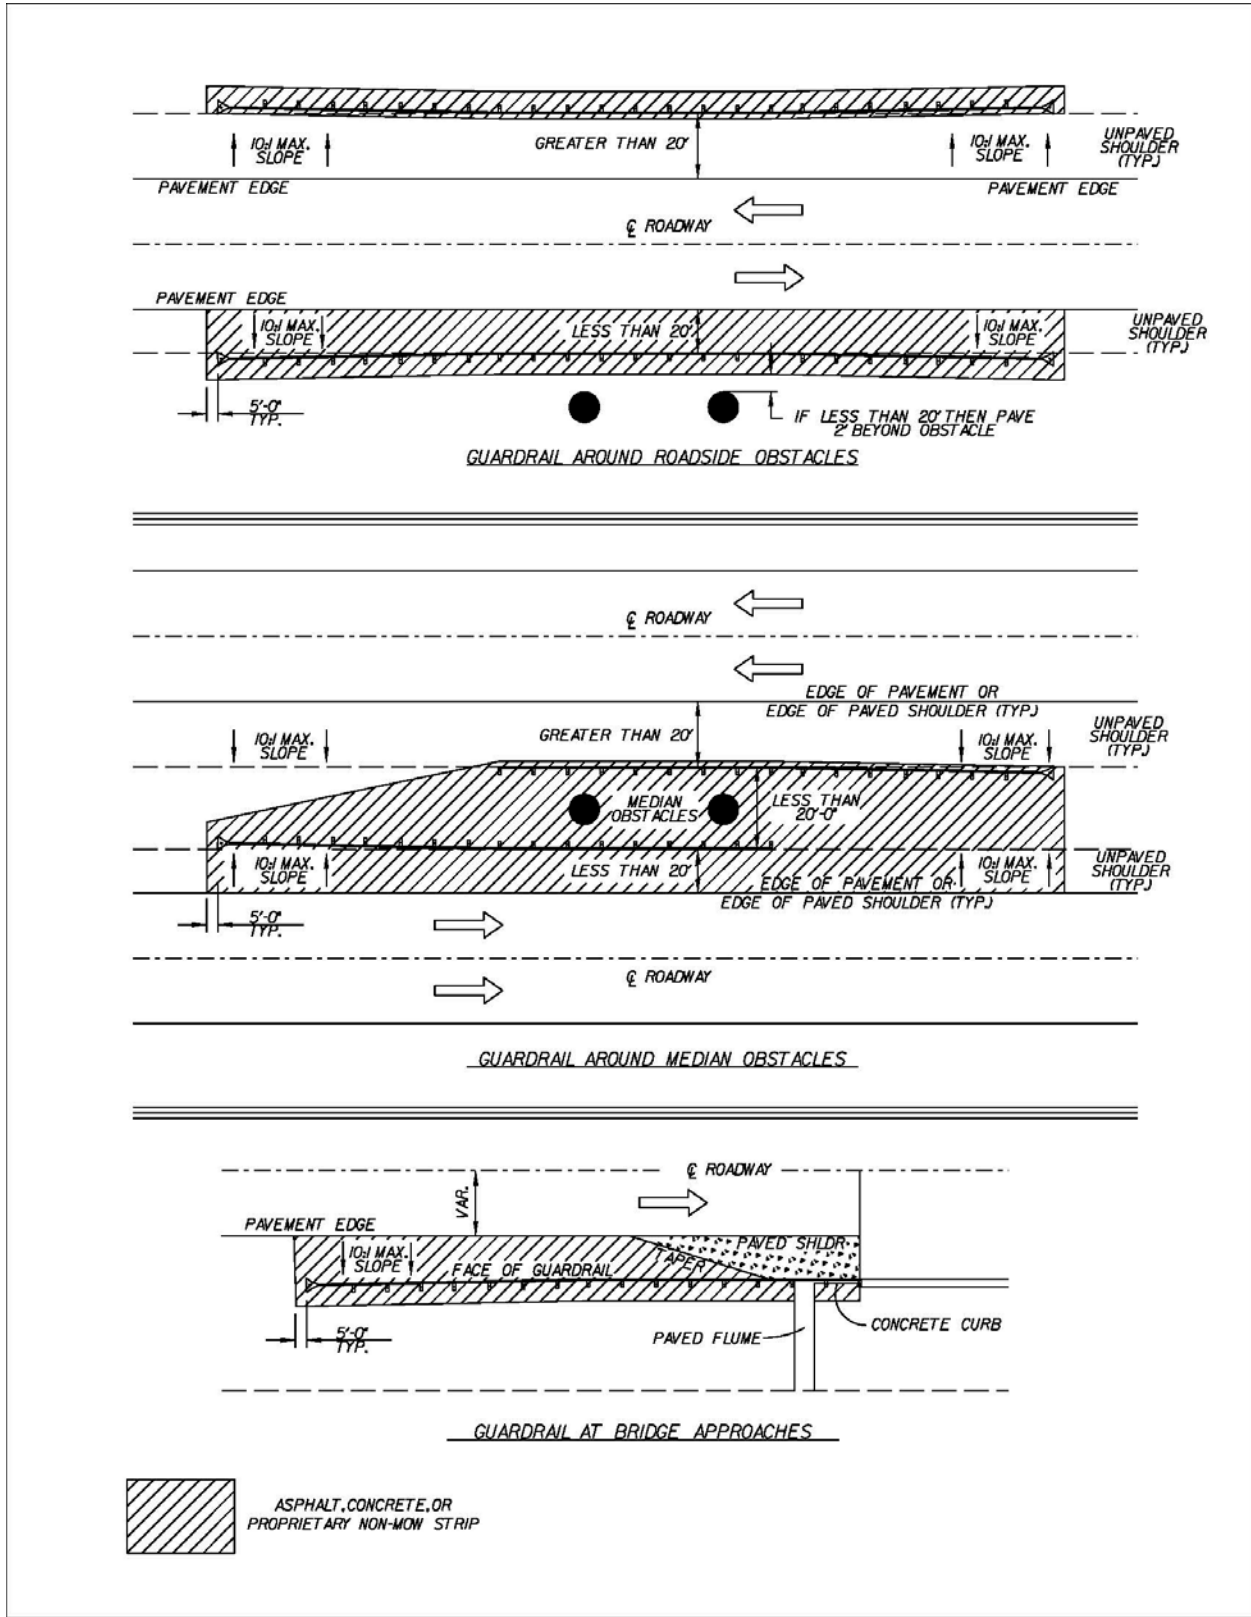 10:1 MAX.
SLOPE
GREATER THAN 20'
10:1 MAX.
SLOPE
UNPAVED
SHOULDER
(TYP.)
PAVEMENT EDGE
PAVEMENT EDGE
℄ ROADWAY
PAVEMENT EDGE
10:1 MAX.
SLOPE
LESS THAN 20'
10:1 MAX.
SLOPE
UNPAVED
SHOULDER
(TYP.)
5'-0"
TYP.
IF LESS THAN 20' THEN PAVE
2' BEYOND OBSTACLE
GUARDRAIL AROUND ROADSIDE OBSTACLES
℄ ROADWAY
EDGE OF PAVEMENT OR
EDGE OF PAVED SHOULDER (TYP.)
10:1 MAX.
SLOPE
GREATER THAN 20'
10:1 MAX.
SLOPE
UNPAVED
SHOULDER
(TYP.)
MEDIAN
OBSTACLES
LESS THAN
20'-0"
10:1 MAX.
SLOPE
LESS THAN 20'
10:1 MAX.
SLOPE
UNPAVED
SHOULDER
(TYP.)
EDGE OF PAVEMENT OR
EDGE OF PAVED SHOULDER (TYP.)
5'-0"
TYP.
℄ ROADWAY
GUARDRAIL AROUND MEDIAN OBSTACLES
℄ ROADWAY
VAR.
PAVEMENT EDGE
10:1 MAX.
SLOPE
FACE OF GUARDRAIL
TAPER
PAVED SHLDR
5'-0"
TYP.
PAVED FLUME
CONCRETE CURB
GUARDRAIL AT BRIDGE APPROACHES
ASPHALT, CONCRETE, OR
PROPRIETARY NON-MOW STRIP